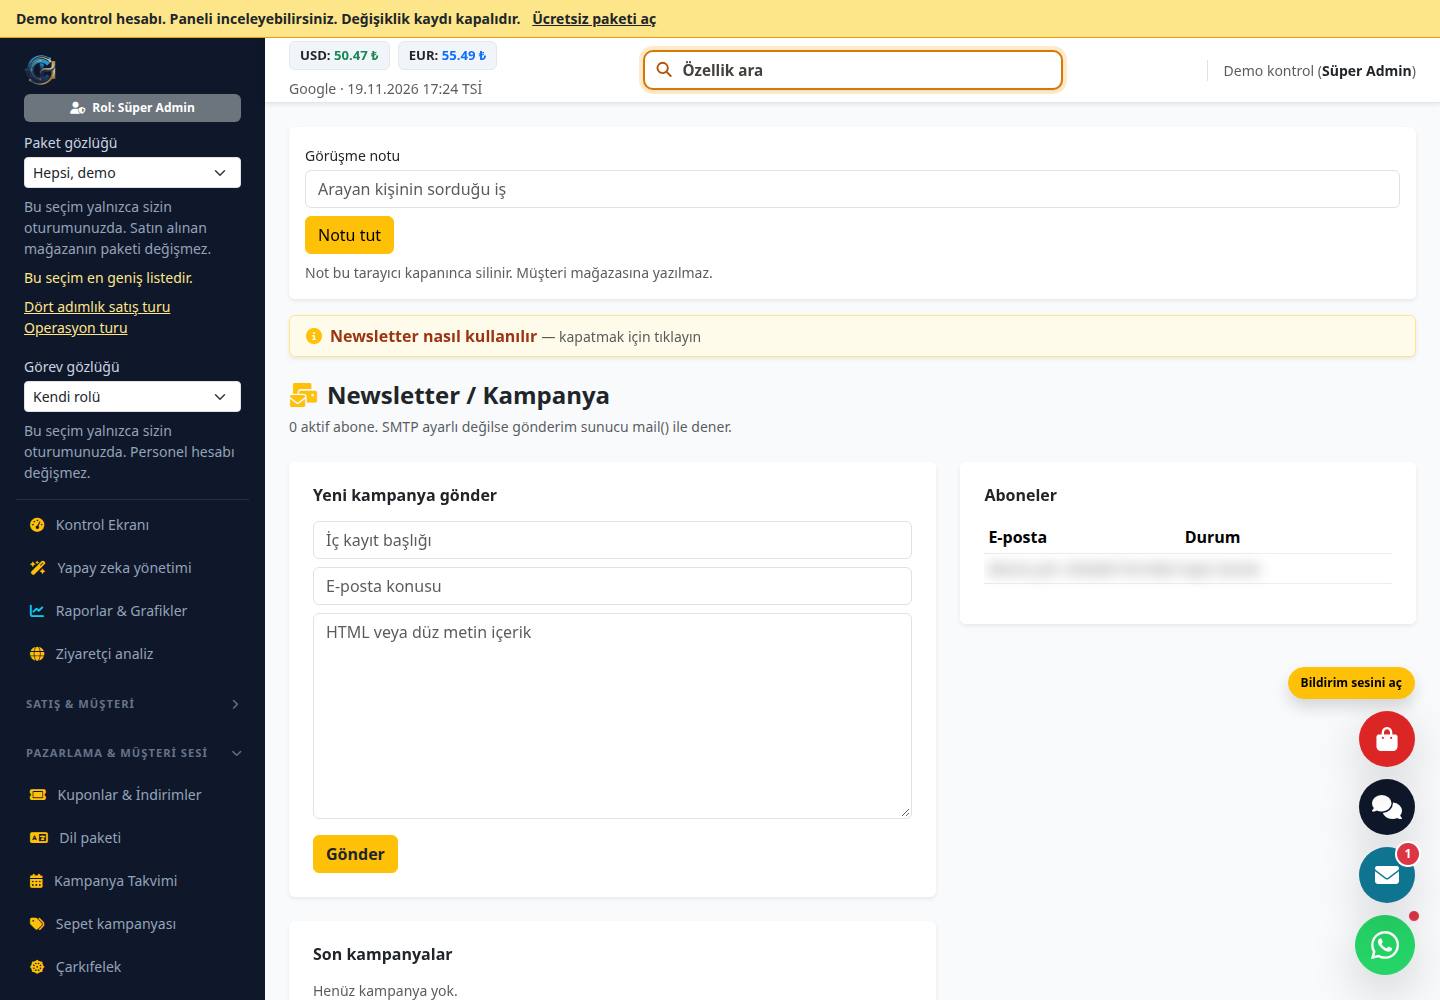 Demo kontrol hesabı. Paneli inceleyebilirsiniz. Değişiklik kaydı kapalıdır. Ücretsiz paketi aç
Rol: Süper Admin
Paket gözlüğü
Hepsi, demo
Bu seçim yalnızca sizin
oturumunuzda. Satın alınan
mağazanın paketi değişmez.
Bu seçim en geniş listedir.
Dört adımlık satış turu
Operasyon turu
Görev gözlüğü
Kendi rolü
Bu seçim yalnızca sizin
oturumunuzda. Personel hesabı
değişmez.
Kontrol Ekranı
Yapay zeka yönetimi
Raporlar & Grafikler
Ziyaretçi analiz
SATIŞ & MÜŞTERİ
PAZARLAMA & MÜŞTERİ SESİ
Kuponlar & İndirimler
Dil paketi
Kampanya Takvimi
Sepet kampanyası
Çarkıfelek
USD: 50.47 ₺ EUR: 55.49 ₺
Google · 19.11.2026 17:24 TSİ
Özellik ara
Demo kontrol (Süper Admin)
Görüşme notu
Arayan kişinin sorduğu iş
Notu tut
Not bu tarayıcı kapanınca silinir. Müşteri mağazasına yazılmaz.
Newsletter nasıl kullanılır — kapatmak için tıklayın
Newsletter / Kampanya
0 aktif abone. SMTP ayarlı değilse gönderim sunucu mail() ile dener.
Yeni kampanya gönder
İç kayıt başlığı
E-posta konusu
HTML veya düz metin içerik
Gönder
Son kampanyalar
Henüz kampanya yok.
Aboneler
E-posta Durum
Bildirim sesini aç
1